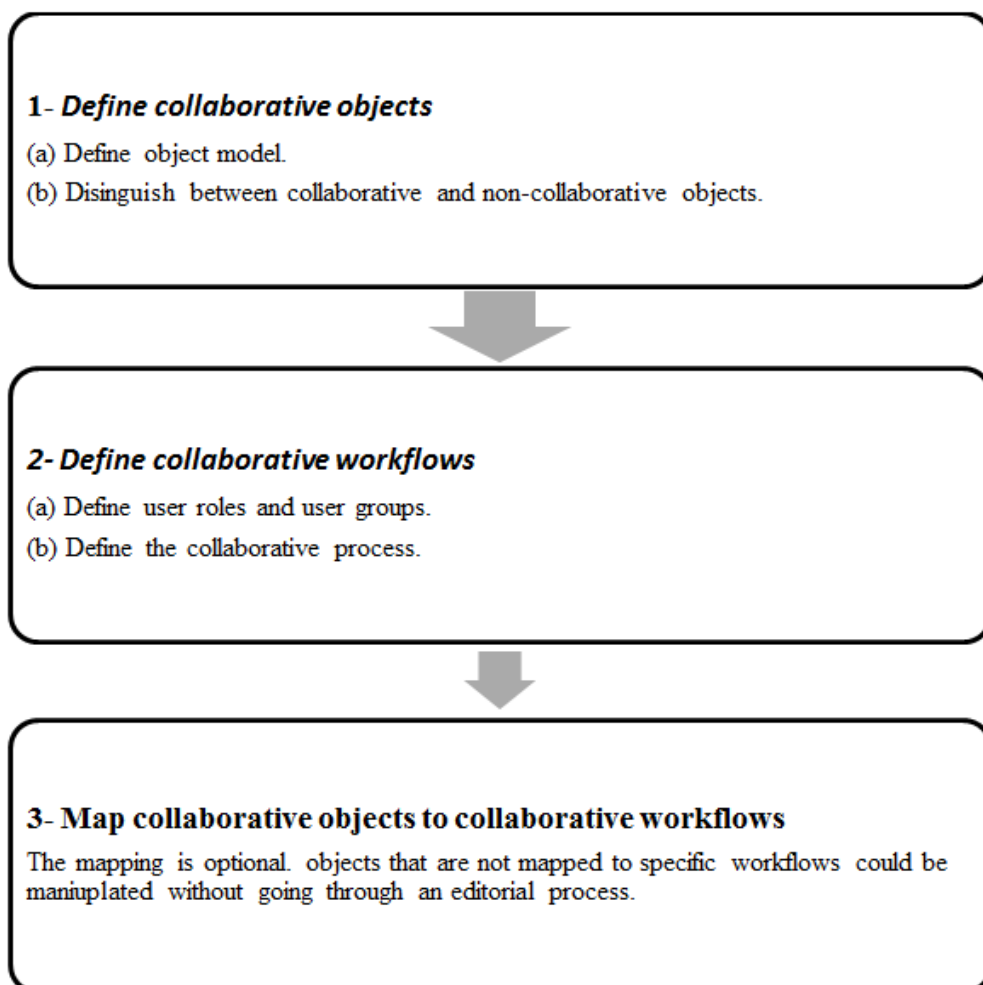 1- Define collaborative objects
(a) Define object model.
(b) Disinguish between collaborative and non-collaborative objects.
2- Define collaborative workflows
(a) Define user roles and user groups.
(b) Define the collaborative process.
3- Map collaborative objects to collaborative workflows
The mapping is optional. objects that are not mapped to specific workflows could be
maniuplated without going through an editorial process.